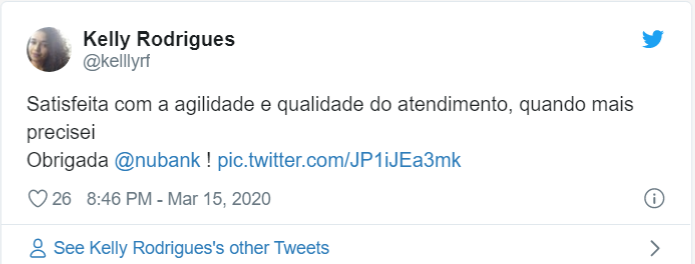 Kelly Rodrigues
@kelllyrf
Satisfeita com a agilidade e qualidade do atendimento, quando mais
precisei
Obrigada @nubank ! pic.twitter.com/JP1iJEa3mk
26 8:46 PM - Mar 15, 2020
See Kelly Rodrigues's other Tweets